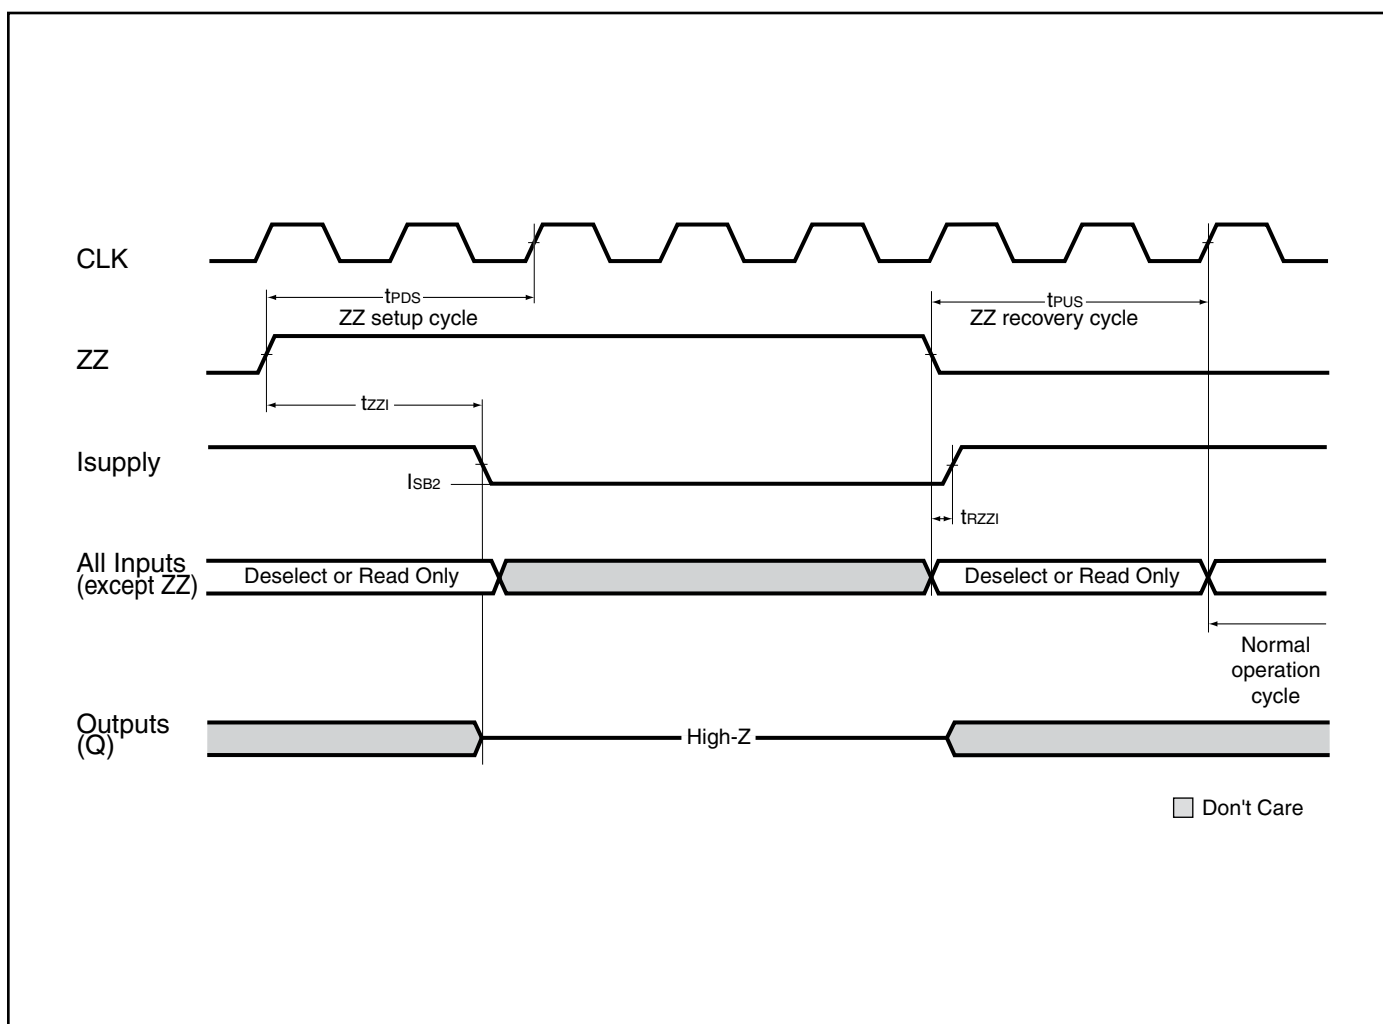 CLK
tPDS
ZZ setup cycle
tPUS
ZZ recovery cycle
ZZ
tZZI
Isupply
ISB2
tRZZI
All Inputs
(except ZZ)
Deselect or Read Only
Deselect or Read Only
Normal
operation
cycle
Outputs
(Q)
High-Z
Don't Care